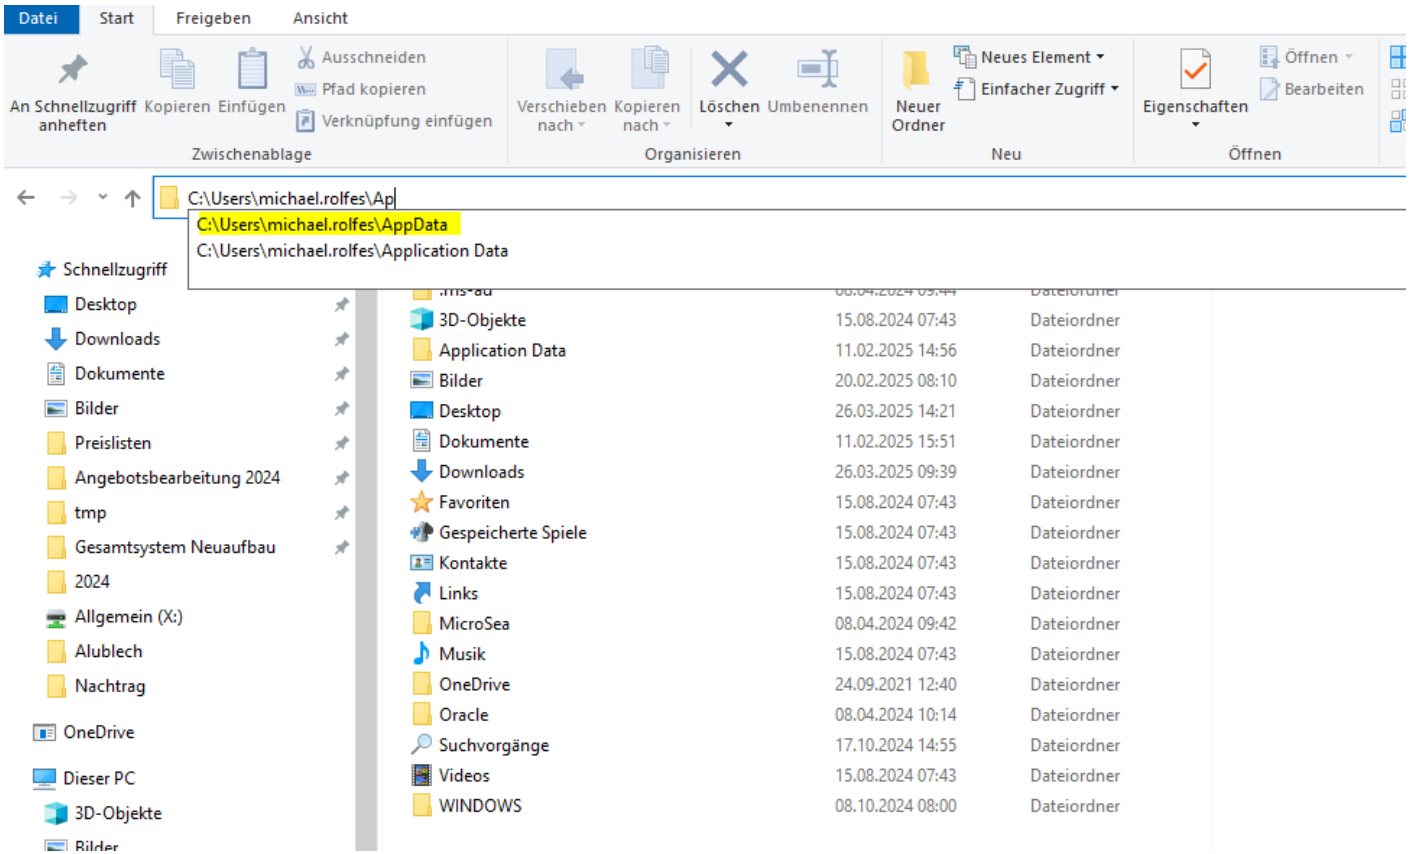 Datei Start Freigeben Ansicht
An Schnellzugriff anheften
Kopieren
Einfügen
Ausschneiden
Pfad kopieren
Verknüpfung einfügen
Zwischenablage
Verschieben nach
Kopieren nach
Löschen
Umbenennen
Organisieren
Neuer Ordner
Neues Element
Einfacher Zugriff
Neu
Eigenschaften
Öffnen
Bearbeiten
Öffnen
C:\Users\michael.rolfes\Ap
C:\Users\michael.rolfes\AppData
C:\Users\michael.rolfes\Application Data
Schnellzugriff
Desktop
Downloads
Dokumente
Bilder
Preislisten
Angebotsbearbeitung 2024
tmp
Gesamtsystem Neuaufbau
2024
Allgemein (X:)
Alublech
Nachtrag
OneDrive
Dieser PC
3D-Objekte
Bilder
.ms-ad 08.04.2024 09:44 Dateiordner
3D-Objekte 15.08.2024 07:43 Dateiordner
Application Data 11.02.2025 14:56 Dateiordner
Bilder 20.02.2025 08:10 Dateiordner
Desktop 26.03.2025 14:21 Dateiordner
Dokumente 11.02.2025 15:51 Dateiordner
Downloads 26.03.2025 09:39 Dateiordner
Favoriten 15.08.2024 07:43 Dateiordner
Gespeicherte Spiele 15.08.2024 07:43 Dateiordner
Kontakte 15.08.2024 07:43 Dateiordner
Links 15.08.2024 07:43 Dateiordner
MicroSea 08.04.2024 09:42 Dateiordner
Musik 15.08.2024 07:43 Dateiordner
OneDrive 24.09.2021 12:40 Dateiordner
Oracle 08.04.2024 10:14 Dateiordner
Suchvorgänge 17.10.2024 14:55 Dateiordner
Videos 15.08.2024 07:43 Dateiordner
WINDOWS 08.10.2024 08:00 Dateiordner